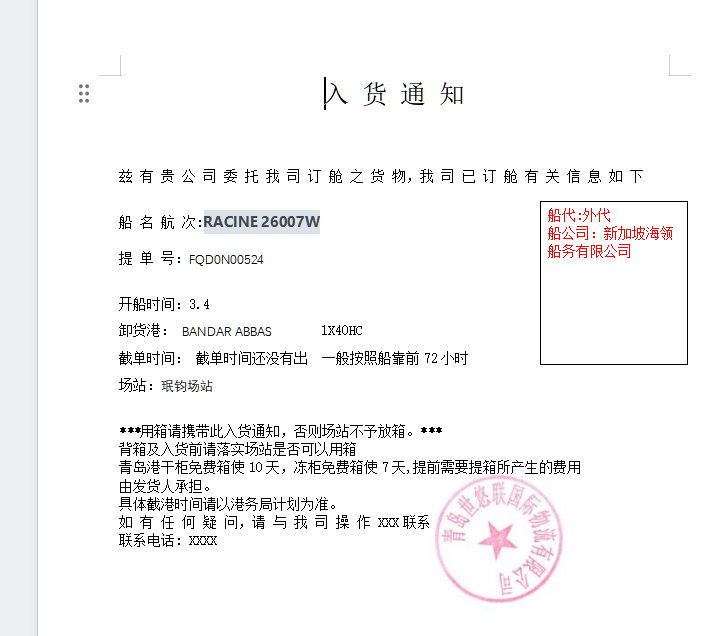 入 货 通 知
兹 有 贵 公 司 委 托 我 司 订 舱 之 货 物, 我 司 已 订 舱 有 关 信 息 如 下
船 名 航 次:RACINE 26007W
船代:外代
船公司：新加坡海领
船务有限公司
提 单 号：FQD0N00524
开船时间：3.4
卸货港： BANDAR ABBAS 1X40HC
截单时间： 截单时间还没有出 一般按照船靠前 72 小时
场站：珉钧场站
***用箱请携带此入货通知，否则场站不予放箱。***
背箱及入货前请落实场站是否可以用箱
青岛港干柜免费箱使 10 天，冻柜免费箱使 7 天,提前需要提箱所产生的费用
由发货人承担。
具体截港时间请以港务局计划为准。
如 有 任 何 疑 问，请 与 我 司 操 作 XXX 联系
联系电话：XXXX
青岛世悠联国际物流有限公司